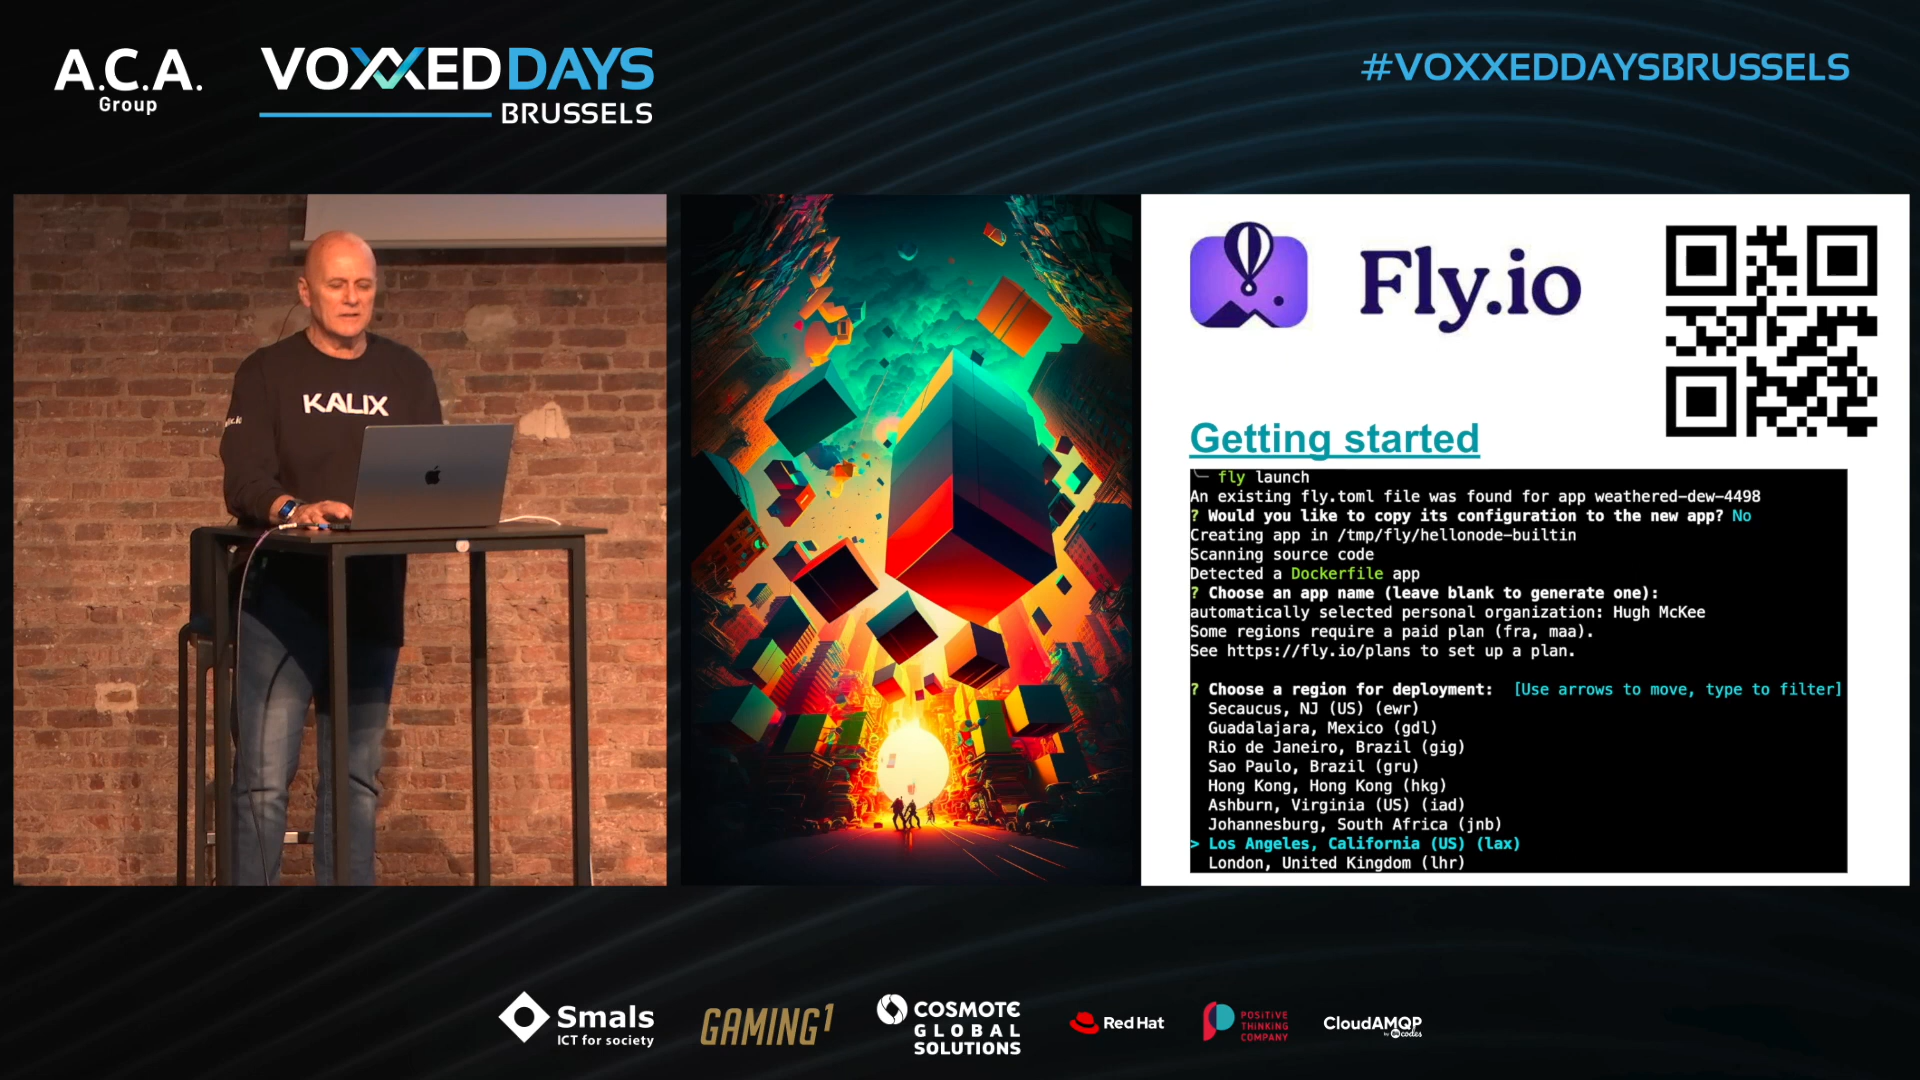 A.C.A.
Group
VOXXEDDAYS
BRUSSELS
#VOXXEDDAYSBRUSSELS
KALIX
Fly.io
Getting started
fly launch
An existing fly.toml file was found for app weathered-dew-4498
? Would you like to copy its configuration to the new app? No
Creating app in /tmp/fly/hellonode-builtin
Scanning source code
Detected a Dockerfile app
? Choose an app name (leave blank to generate one):
automatically selected personal organization: Hugh McKee
Some regions require a paid plan (fra, maa).
See https://fly.io/plans to set up a plan.
? Choose a region for deployment: [Use arrows to move, type to filter]
Secaucus, NJ (US) (ewr)
Guadalajara, Mexico (gdl)
Rio de Janeiro, Brazil (gig)
Sao Paulo, Brazil (gru)
Hong Kong, Hong Kong (hkg)
Ashburn, Virginia (US) (iad)
Johannesburg, South Africa (jnb)
> Los Angeles, California (US) (lax)
London, United Kingdom (lhr)
Smals
ICT for society
GAMING1
COSMOTE
GLOBAL
SOLUTIONS
Red Hat
POSITIVE
THINKING
COMPANY
CloudAMQP